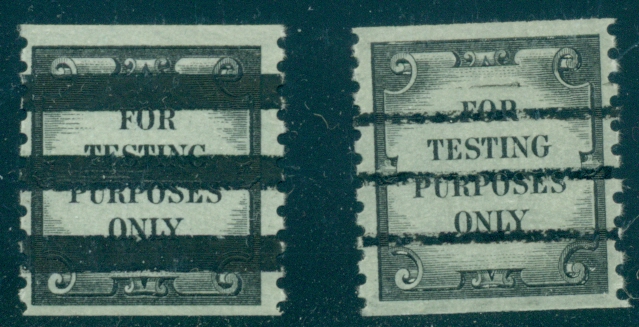 FOR
TESTING
PURPOSES
ONLY
FOR
TESTING
PURPOSES
ONLY